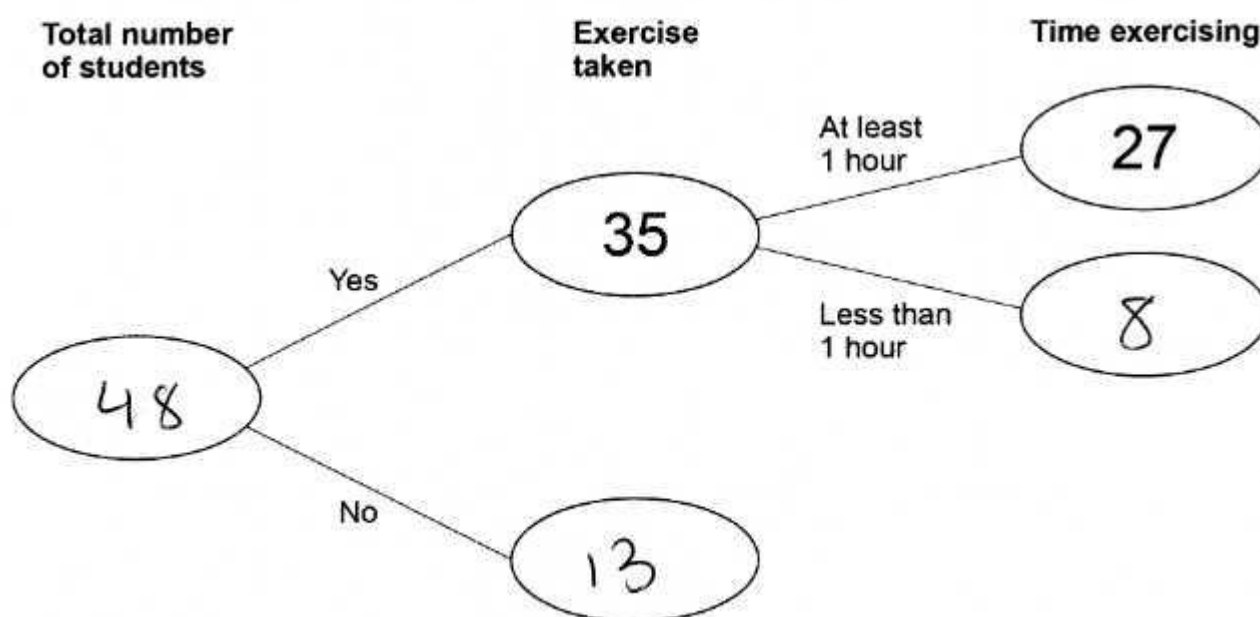 Total number
of students
Exercise
taken
Time exercising
At least
1 hour
27
35
Yes
Less than
1 hour
8
48
No
13